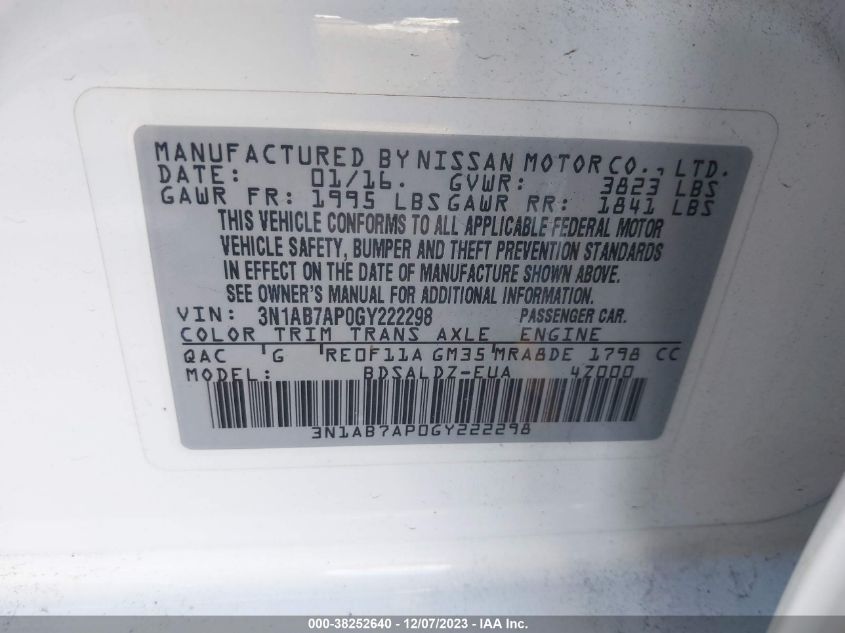 MANUFACTURED BY NISSAN MOTOR CO., LTD.
DATE: 01/16. GVWR: 3823 LBS
GAWR FR: 1995 LBS GAWR RR: 1841 LBS
THIS VEHICLE CONFORMS TO ALL APPLICABLE FEDERAL MOTOR
VEHICLE SAFETY, BUMPER AND THEFT PREVENTION STANDARDS
IN EFFECT ON THE DATE OF MANUFACTURE SHOWN ABOVE.
SEE OWNER'S MANUAL FOR ADDITIONAL INFORMATION.
VIN: 3N1AB7AP0GY222298 PASSENGER CAR.
COLOR TRIM TRANS AXLE ENGINE
QAC 'G 'RE0F11A GM35 MRA8DE 1798 CC
MODEL: BDSALDZ-EUA 4Z000
3N1AB7AP0GY222298
000-38252640 - 12/07/2023 - IAA Inc.